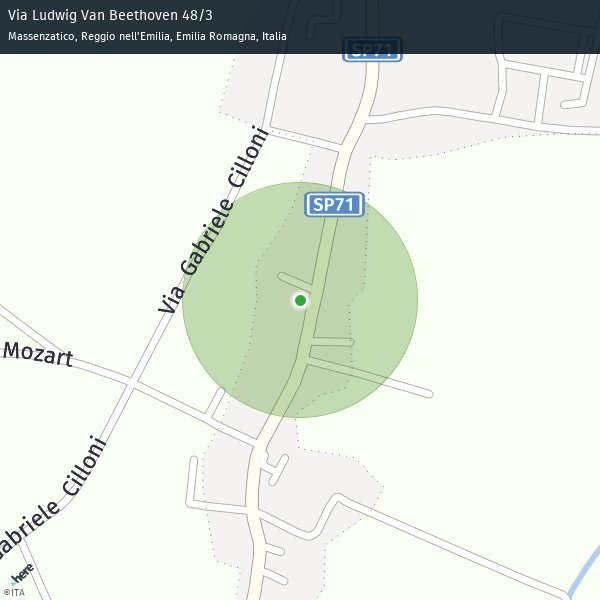 Via Ludwig Van Beethoven 48/3
Massenzatico, Reggio nell'Emilia, Emilia Romagna, Italia
SP71
Via Gabriele Cilloni
SP71
Mozart
Gabriele Cilloni
here
©ITA